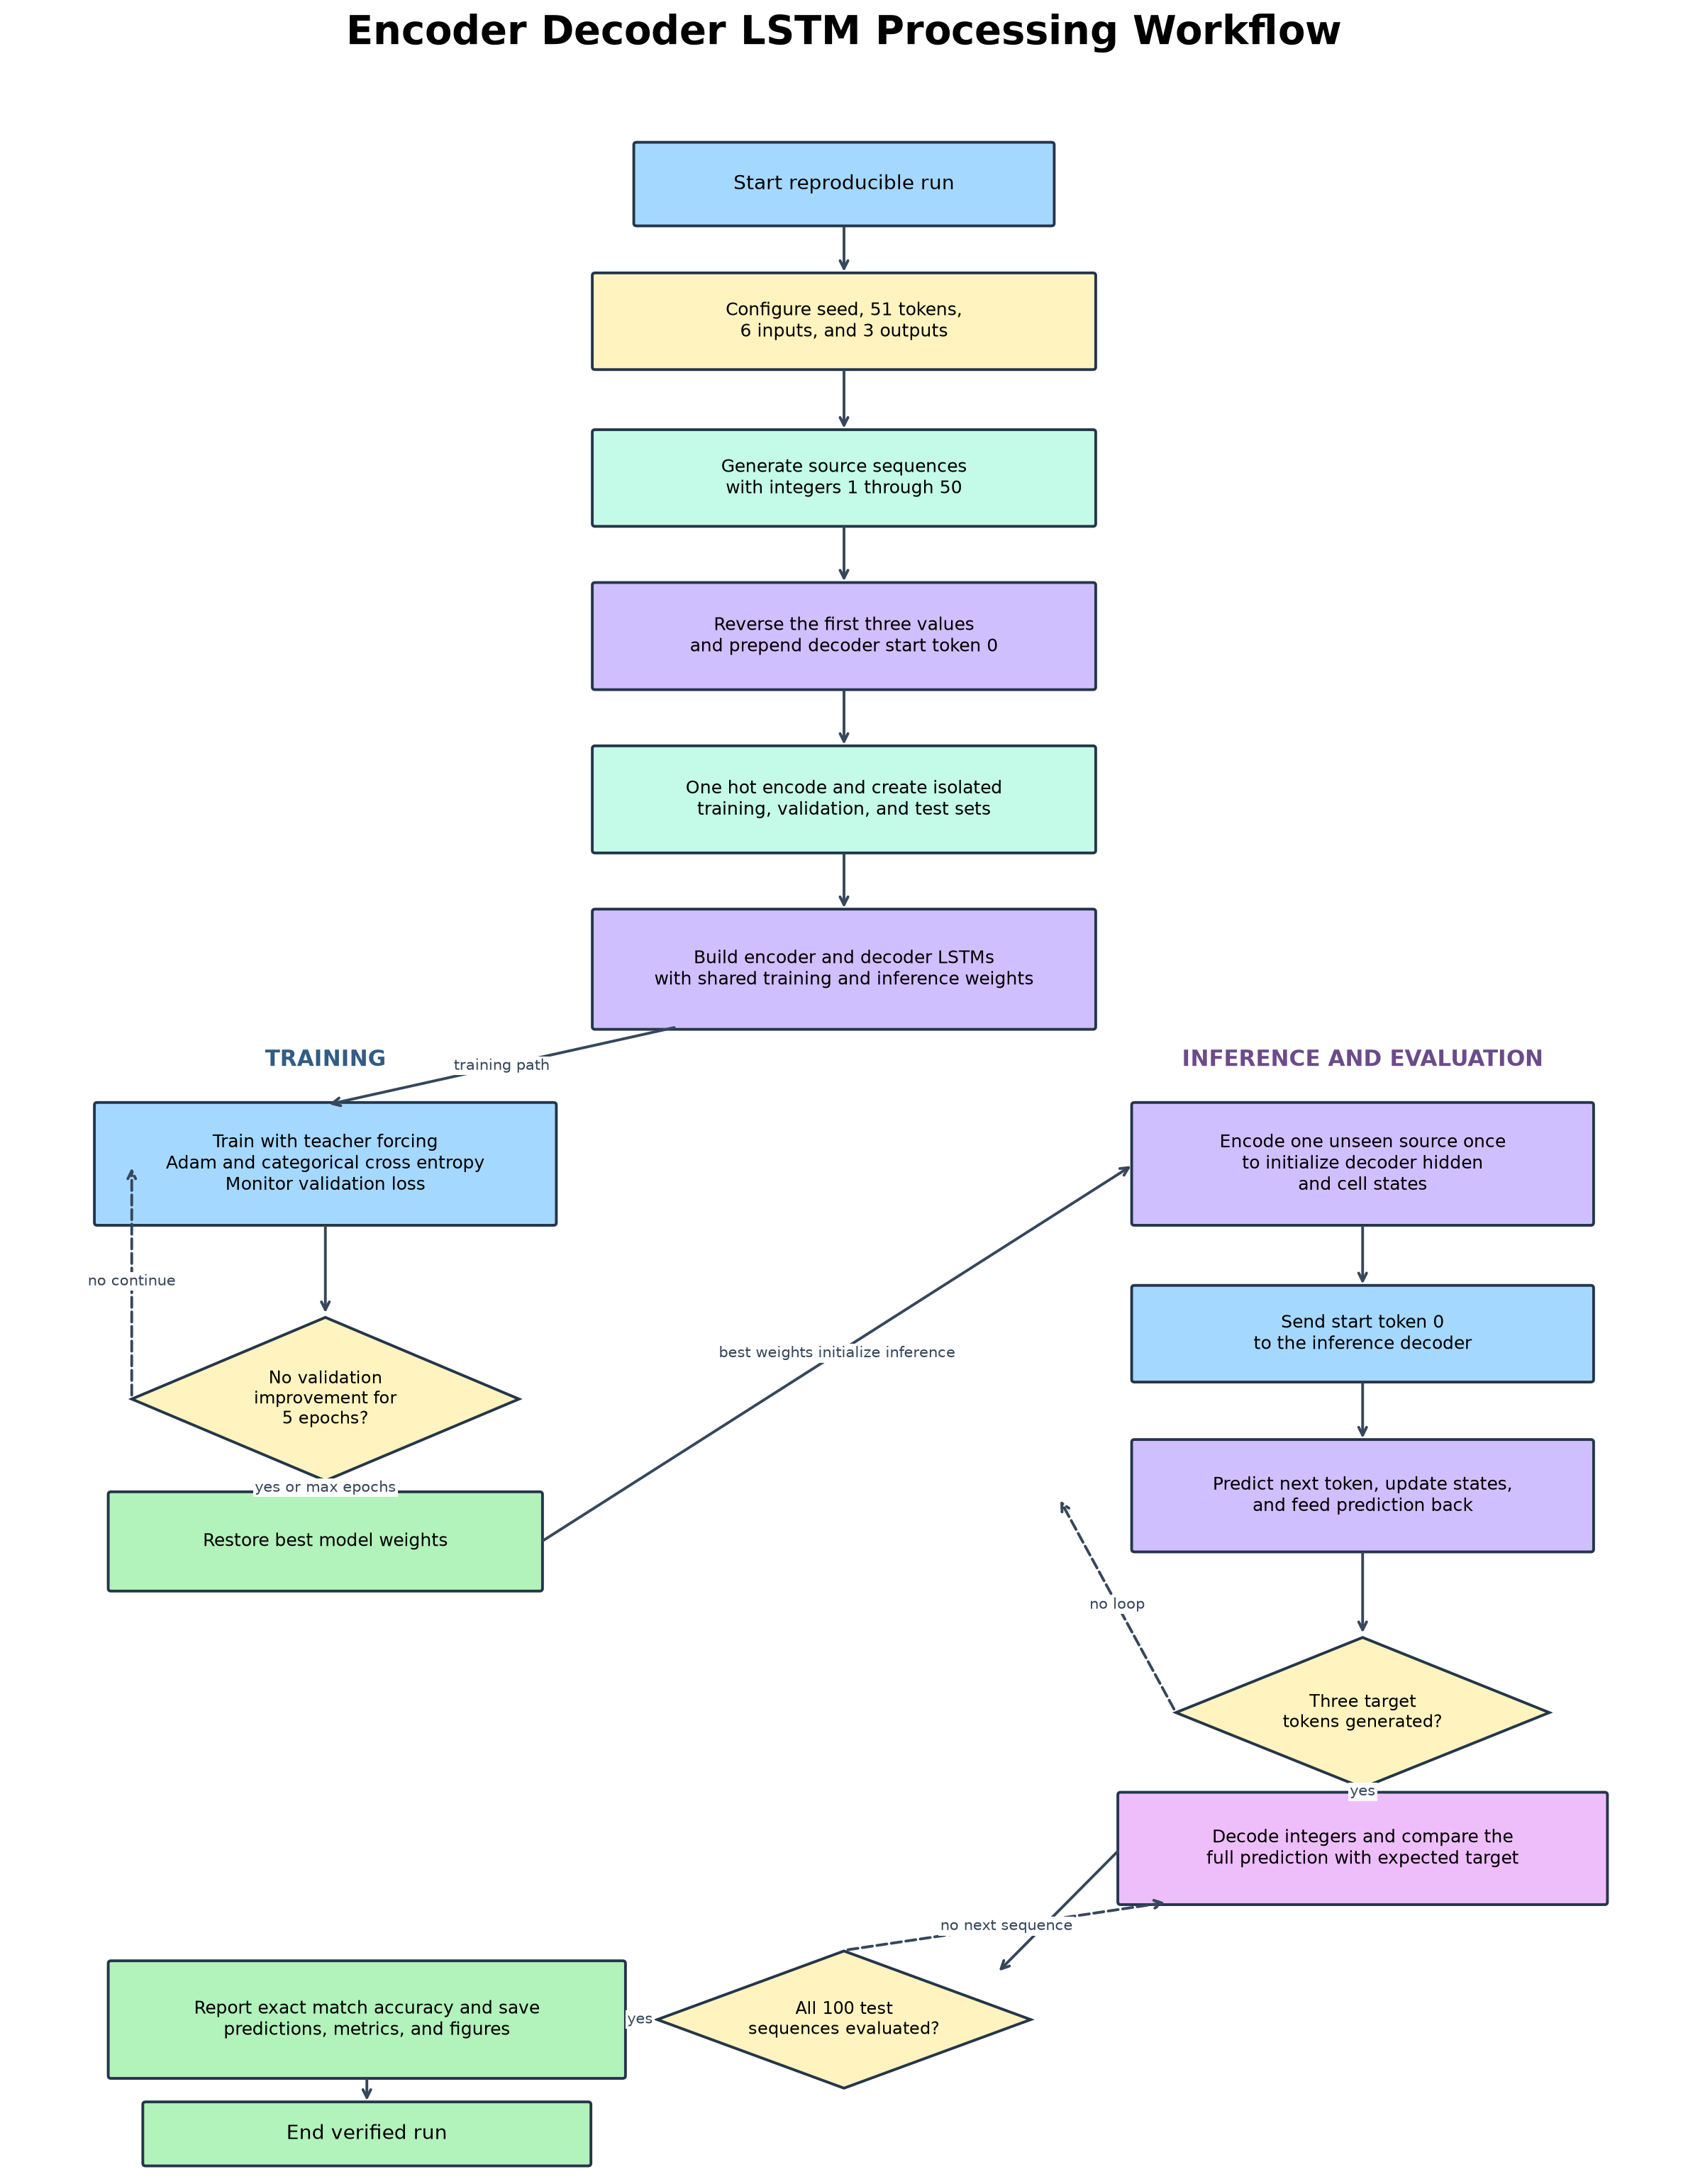 Encoder Decoder LSTM Processing Workflow
Start reproducible run
Configure seed, 51 tokens,
6 inputs, and 3 outputs
Generate source sequences
with integers 1 through 50
Reverse the first three values
and prepend decoder start token 0
One hot encode and create isolated
training, validation, and test sets
Build encoder and decoder LSTMs
with shared training and inference weights
training path
TRAINING
Train with teacher forcing
Adam and categorical cross entropy
Monitor validation loss
no continue
No validation
improvement for
5 epochs?
yes or max epochs
Restore best model weights
best weights initialize inference
INFERENCE AND EVALUATION
Encode one unseen source once
to initialize decoder hidden
and cell states
Send start token 0
to the inference decoder
Predict next token, update states,
and feed prediction back
no loop
Three target
tokens generated?
yes
Decode integers and compare the
full prediction with expected target
no next sequence
All 100 test
sequences evaluated?
yes
Report exact match accuracy and save
predictions, metrics, and figures
End verified run